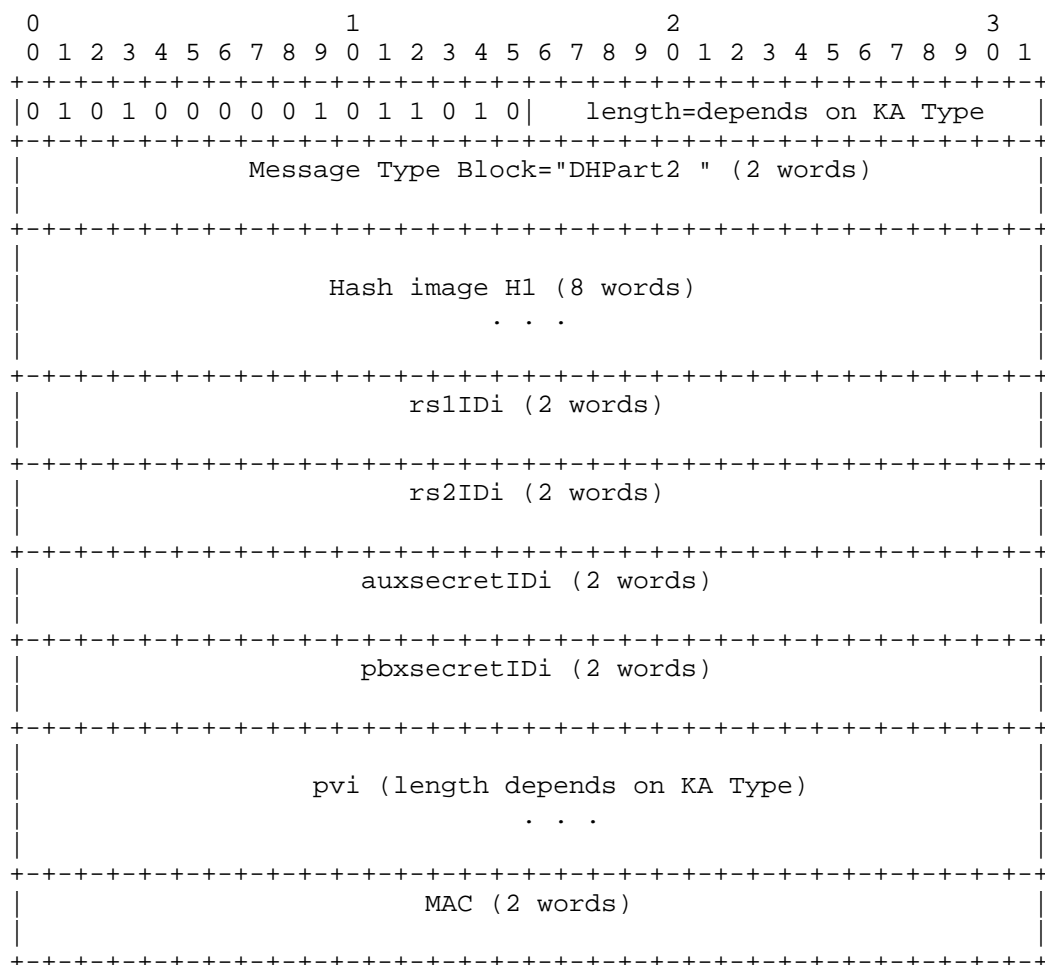 0                   1                   2                   3
 0 1 2 3 4 5 6 7 8 9 0 1 2 3 4 5 6 7 8 9 0 1 2 3 4 5 6 7 8 9 0 1
+-+-+-+-+-+-+-+-+-+-+-+-+-+-+-+-+-+-+-+-+-+-+-+-+-+-+-+-+-+-+-+-+
|0 1 0 1 0 0 0 0 0 1 0 1 1 0 1 0|   length=depends on KA Type   |
+-+-+-+-+-+-+-+-+-+-+-+-+-+-+-+-+-+-+-+-+-+-+-+-+-+-+-+-+-+-+-+-+
|              Message Type Block="DHPart2 " (2 words)          |
|                                                               |
+-+-+-+-+-+-+-+-+-+-+-+-+-+-+-+-+-+-+-+-+-+-+-+-+-+-+-+-+-+-+-+-+
|                                                               |
|                   Hash image H1 (8 words)                     |
|                             . . .                             |
|                                                               |
+-+-+-+-+-+-+-+-+-+-+-+-+-+-+-+-+-+-+-+-+-+-+-+-+-+-+-+-+-+-+-+-+
|                        rs1IDi (2 words)                       |
|                                                               |
+-+-+-+-+-+-+-+-+-+-+-+-+-+-+-+-+-+-+-+-+-+-+-+-+-+-+-+-+-+-+-+-+
|                        rs2IDi (2 words)                       |
|                                                               |
+-+-+-+-+-+-+-+-+-+-+-+-+-+-+-+-+-+-+-+-+-+-+-+-+-+-+-+-+-+-+-+-+
|                     auxsecretIDi (2 words)                    |
|                                                               |
+-+-+-+-+-+-+-+-+-+-+-+-+-+-+-+-+-+-+-+-+-+-+-+-+-+-+-+-+-+-+-+-+
|                     pbxsecretIDi (2 words)                    |
|                                                               |
+-+-+-+-+-+-+-+-+-+-+-+-+-+-+-+-+-+-+-+-+-+-+-+-+-+-+-+-+-+-+-+-+
|                                                               |
|                  pvi (length depends on KA Type)              |
|                               . . .                           |
|                                                               |
+-+-+-+-+-+-+-+-+-+-+-+-+-+-+-+-+-+-+-+-+-+-+-+-+-+-+-+-+-+-+-+-+
|                         MAC (2 words)                         |
|                                                               |
+-+-+-+-+-+-+-+-+-+-+-+-+-+-+-+-+-+-+-+-+-+-+-+-+-+-+-+-+-+-+-+-+